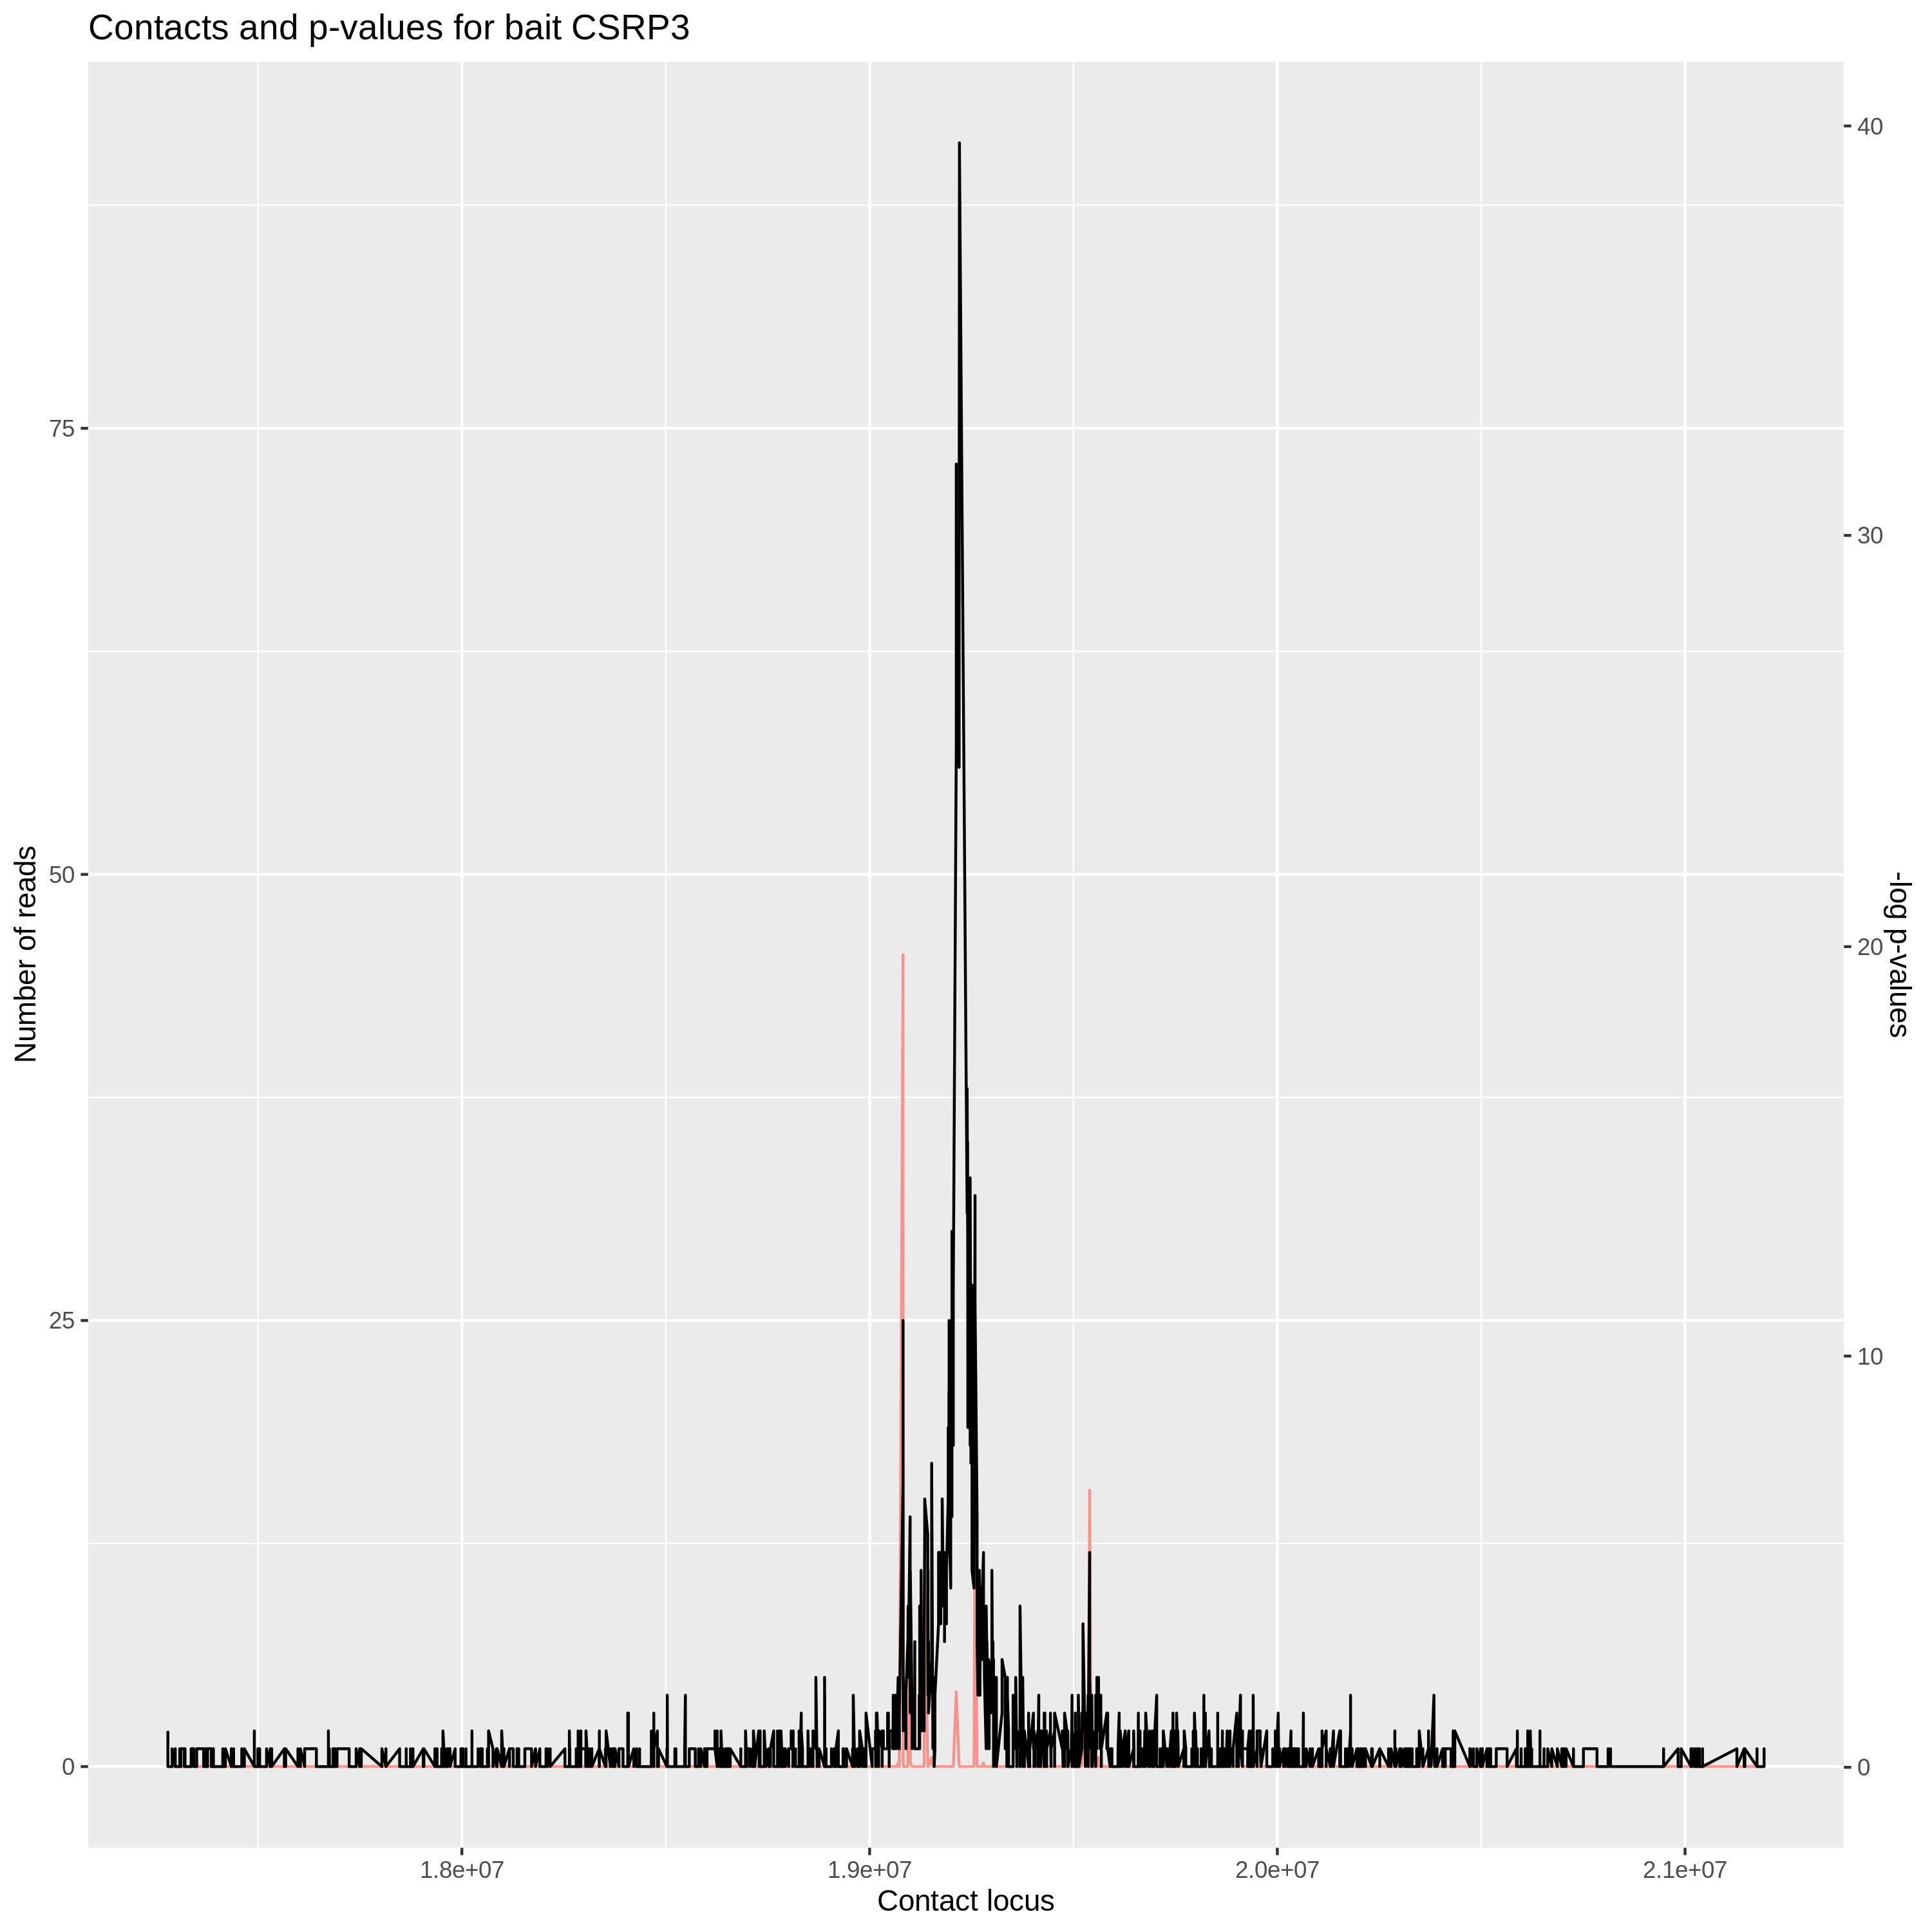 Contacts and p-values for bait CSRP3
40
75
30
50
20
25
10
0
0
Number of reads
-log p-values
1.8e+07
1.9e+07
2.0e+07
2.1e+07
Contact locus